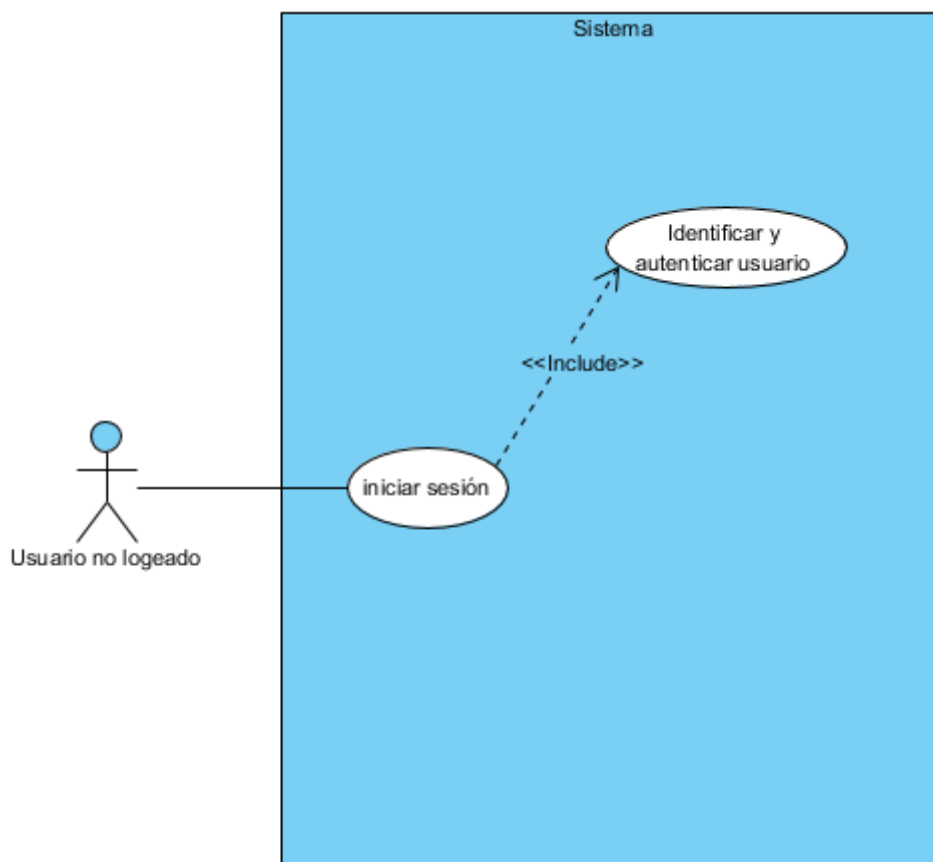 Sistema
Identificar y
autenticar usuario
<<Include>>
iniciar sesión
Usuario no logeado